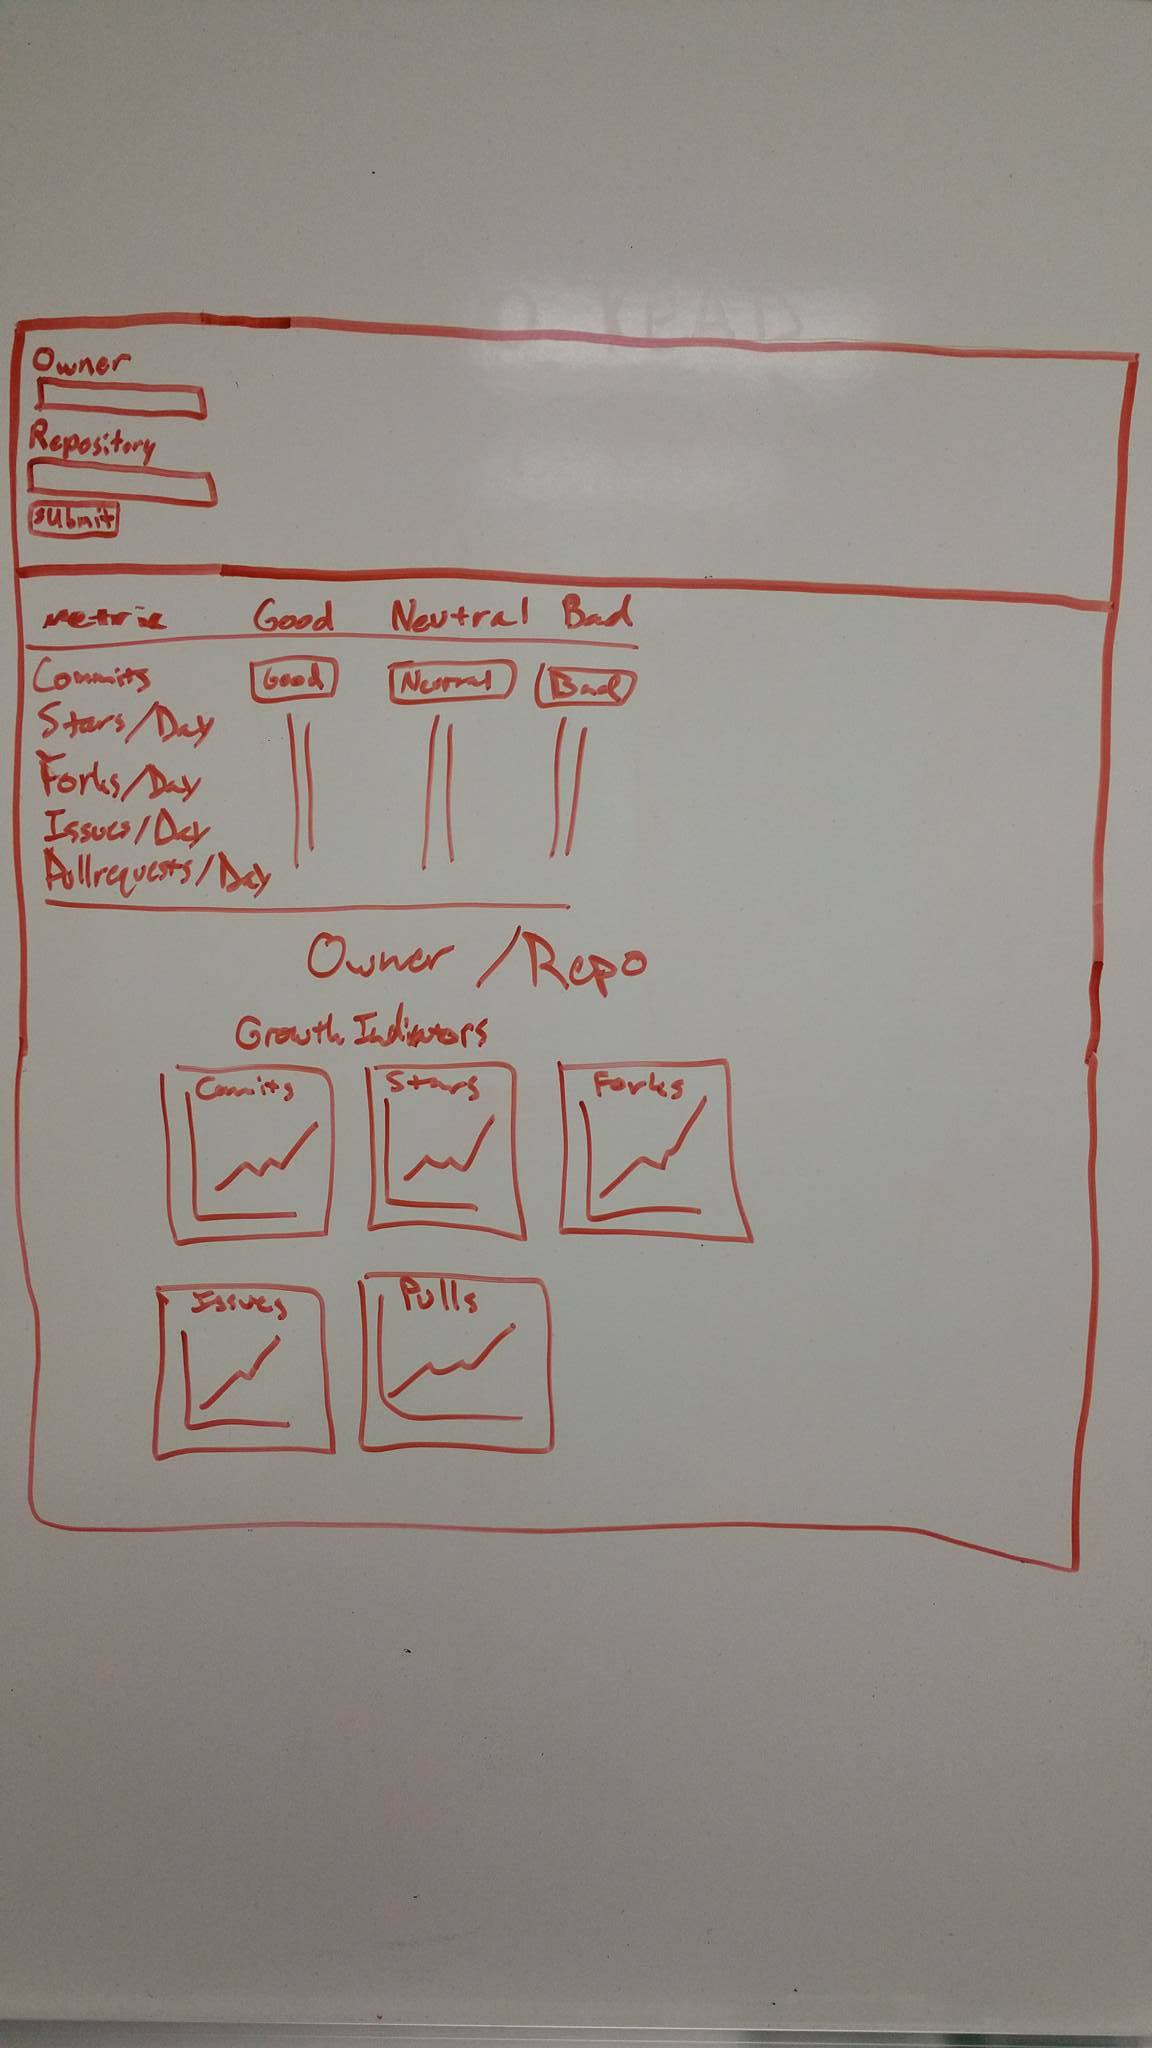 Owner
Repository
submit
metric Good Neutral Bad
Commits Good Neutral Bad
Stars/Day
Forks/Day
Issues/Day
Pullrequests/Day
Owner/Repo
Growth Indicators
Commits Stars Forks
Issues Pulls